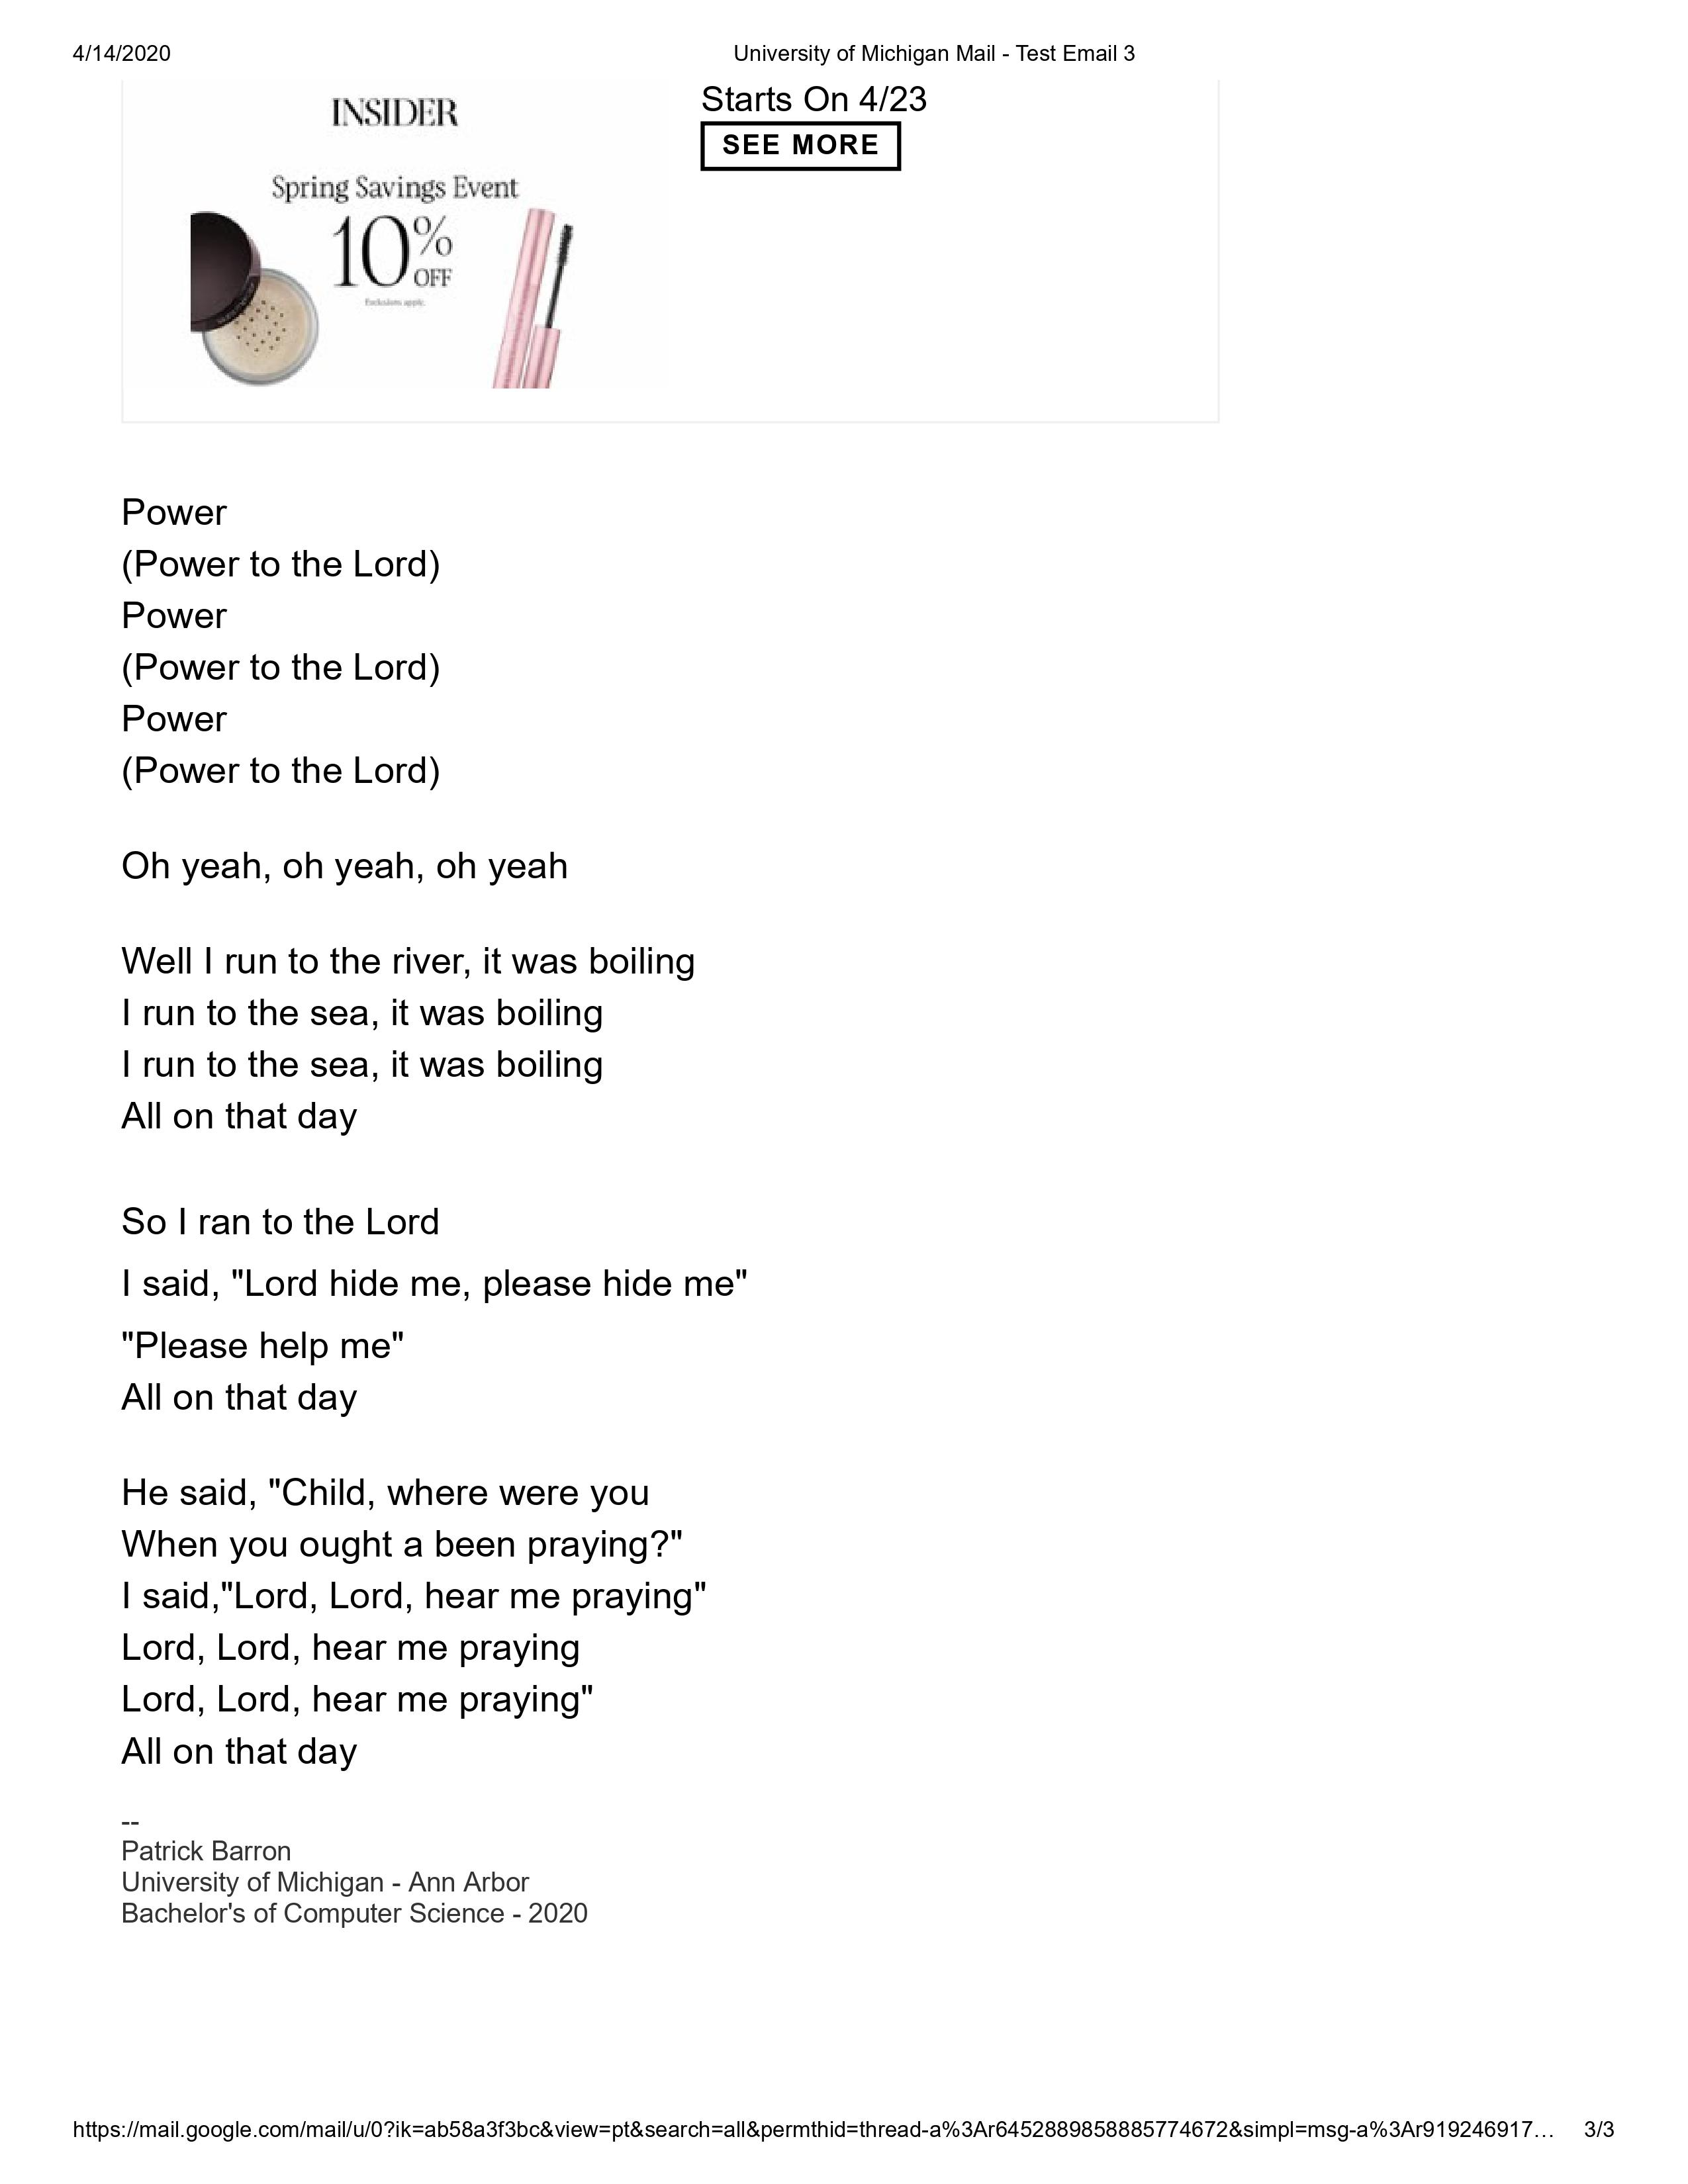 4/14/2020
University of Michigan Mail - Test Email 3
INSIDER
Spring Savings Event
10%
OFF
Exclusions apply.
Starts On 4/23
SEE MORE
Power
(Power to the Lord)
Power
(Power to the Lord)
Power
(Power to the Lord)
Oh yeah, oh yeah, oh yeah
Well I run to the river, it was boiling
I run to the sea, it was boiling
I run to the sea, it was boiling
All on that day
So I ran to the Lord
I said, "Lord hide me, please hide me"
"Please help me"
All on that day
He said, "Child, where were you
When you ought a been praying?"
I said,"Lord, Lord, hear me praying"
Lord, Lord, hear me praying
Lord, Lord, hear me praying"
All on that day
--
Patrick Barron
University of Michigan - Ann Arbor
Bachelor's of Computer Science - 2020
https://mail.google.com/mail/u/0?ik=ab58a3f3bc&view=pt&search=all&permthid=thread-a%3Ar6452889858885774672&simpl=msg-a%3Ar919246917… 3/3